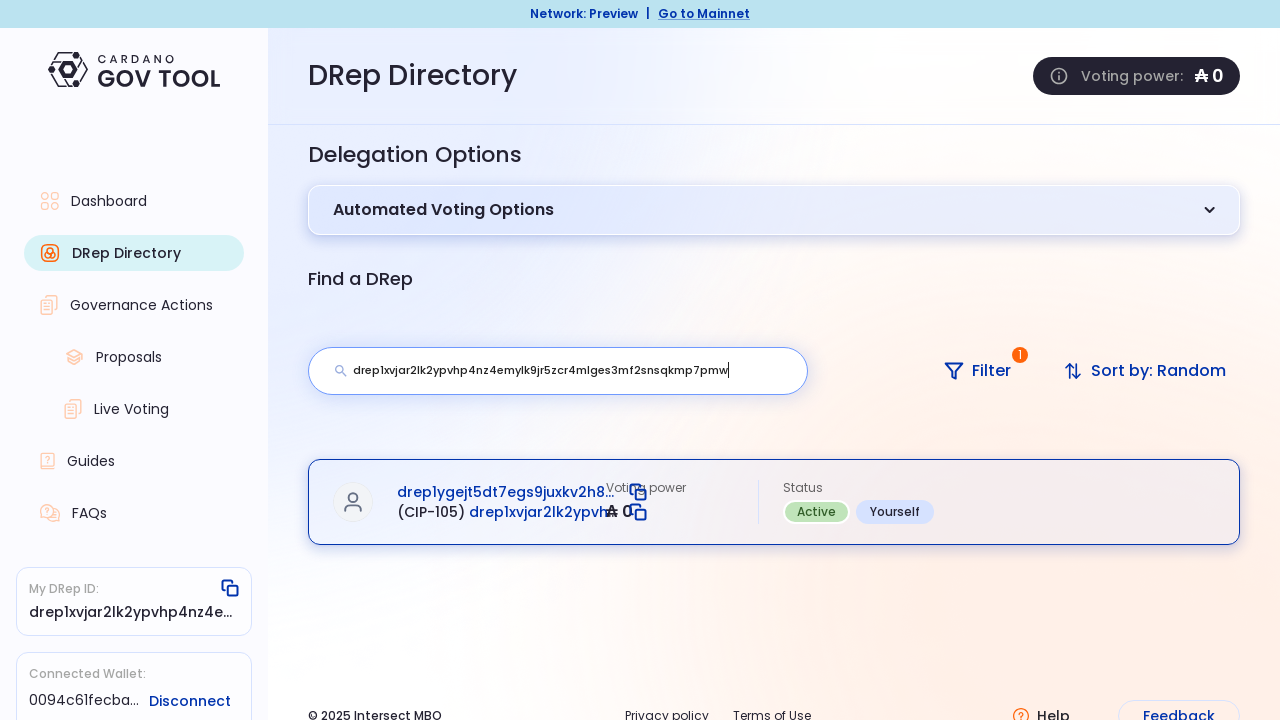 Network: Preview | Go to Mainnet
CARDANO
GOV TOOL
DRep Directory
Voting power: ₳ 0
Delegation Options
Automated Voting Options
Dashboard
DRep Directory
Governance Actions
Proposals
Live Voting
Guides
FAQs
Find a DRep
drep1xvjar2lk2ypvhp4nz4emylk9jr5zcr4mlges3mf2snsqkmp7pmw
1
Filter
Sort by: Random
drep1ygejt5dt7egs9juxkv2h8...
(CIP-105) drep1xvjar2lk2ypvh...
Voting power
₳ 0
Status
Active
Yourself
My DRep ID:
drep1xvjar2lk2ypvhp4nz4e...
Connected Wallet:
0094c61fecba...
Disconnect
© 2025 Intersect MBO
Privacy policy
Terms of Use
Help
Feedback